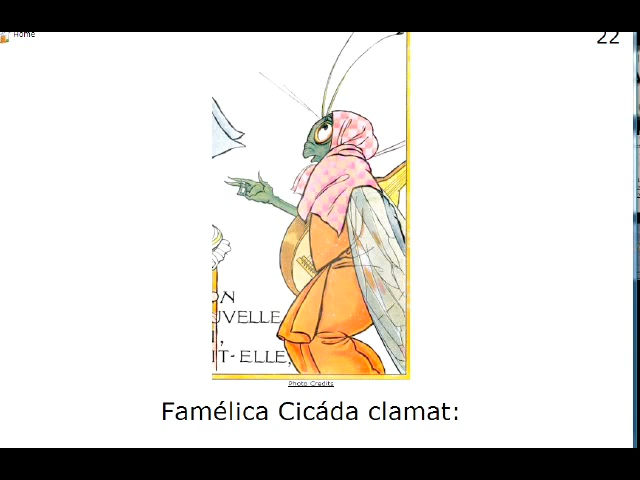 Home
22
ON
UVELLE
IT-ELLE,
Photo Credits
Famélica Cicáda clamat: